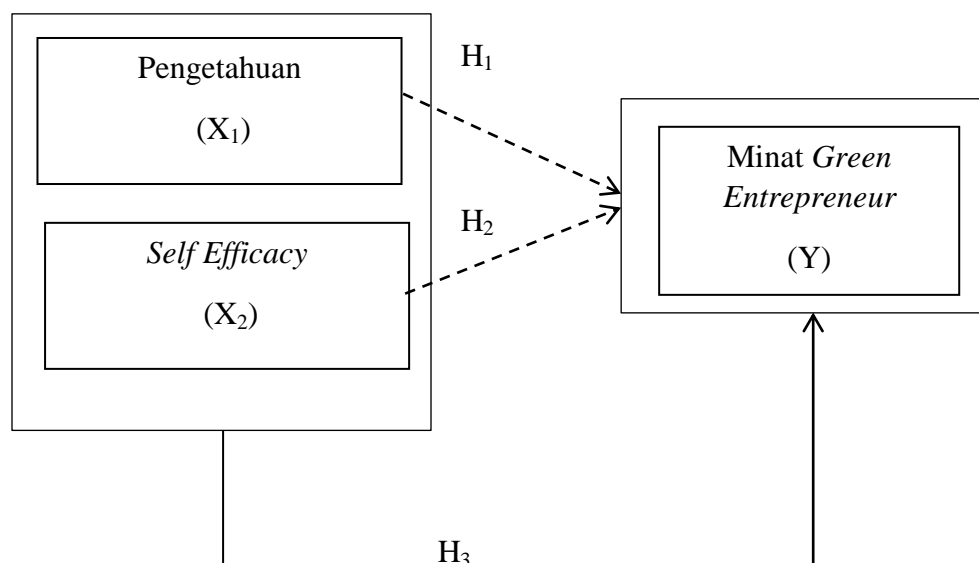 Pengetahuan
(X₁)
H₁
Self Efficacy
(X₂)
H₂
Minat Green
Entrepreneur
(Y)
H₃